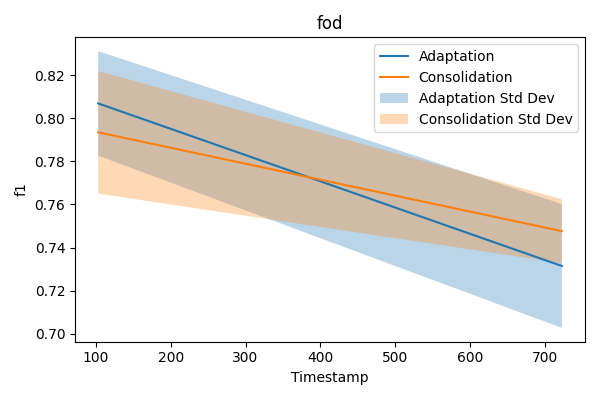 fod
Adaptation
Consolidation
Adaptation Std Dev
Consolidation Std Dev
f1
0.82
0.80
0.78
0.76
0.74
0.72
0.70
100
200
300
400
500
600
700
Timestamp